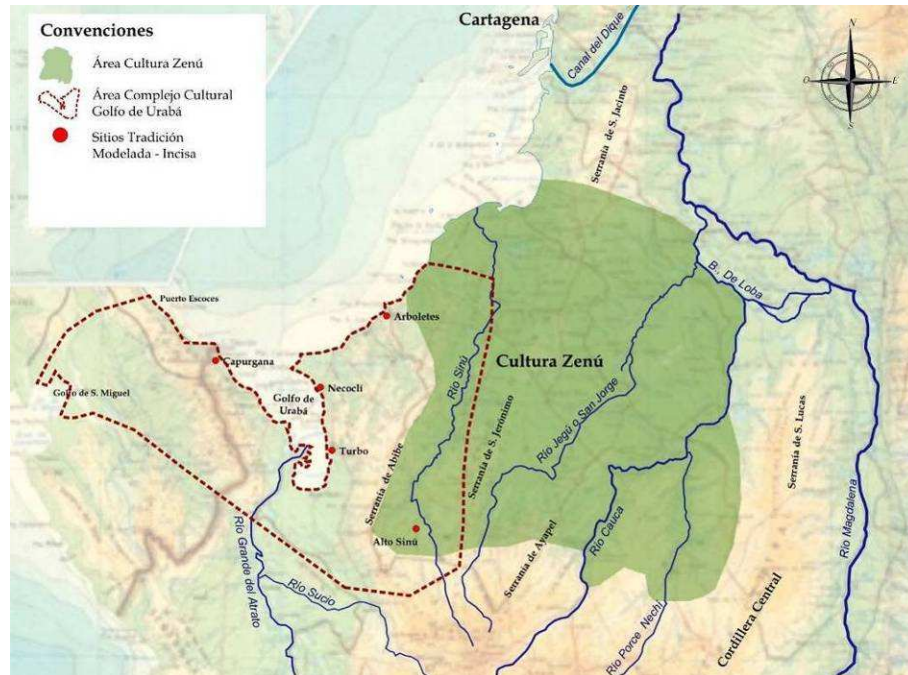 Convenciones
Área Cultura Zenú
Área Complejo Cultural
Golfo de Urabá
Sitios Tradición
Modelada - Incisa
Cartagena
Canal del Dique
N
O
E
S
Serranía de S. Jacinto
B. De Loba
Puerto Escoces
Arboletes
Capurgana
Cultura Zenú
Río Sinú
Golfo de S. Miguel
Necoclí
Golfo de
Urabá
Río Jegú o San Jorge
Serranía de S. Jerónimo
Serranía de S. Lucas
Turbo
Serranía de Abibe
Alto Sinú
Río Cauca
Río Magdalena
Serranía de Ayapel
Río Grande del Atrato
Río Sucio
Río Porce Nechí
Cordillera Central